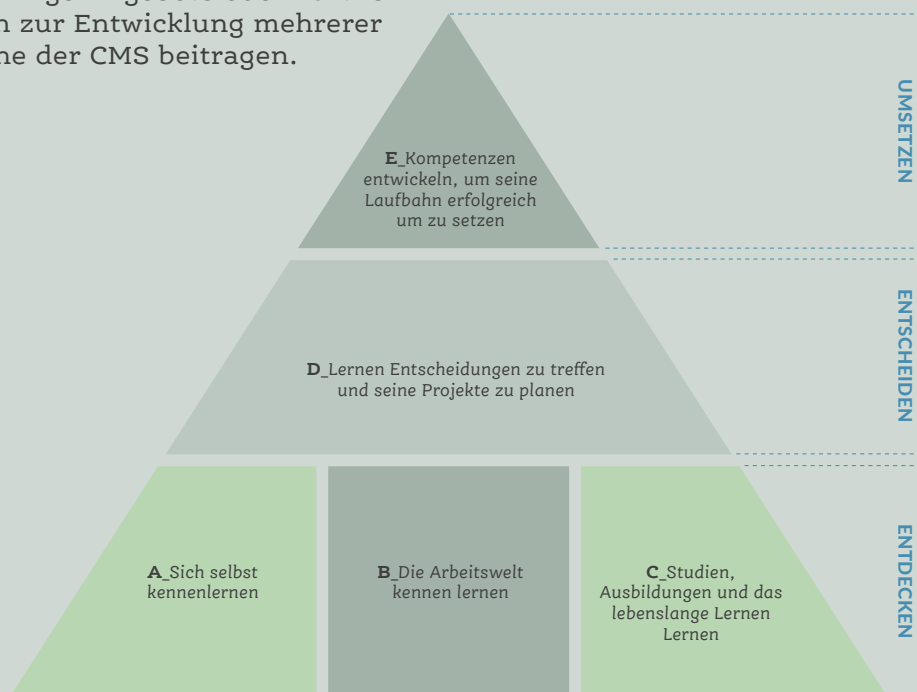 zur Entwicklung mehrerer
der CMS beitragen.
E_Kompetenzen
entwickeln, um seine
Laufbahn erfolgreich
um zu setzen
UMSETZEN
D_Lernen Entscheidungen zu treffen
und seine Projekte zu planen
ENTSCHEIDEN
A_Sich selbst
kennenlernen
B_Die Arbeitswelt
kennen lernen
C_Studien,
Ausbildungen und das
lebenslange Lernen
Lernen
ENTDECKEN